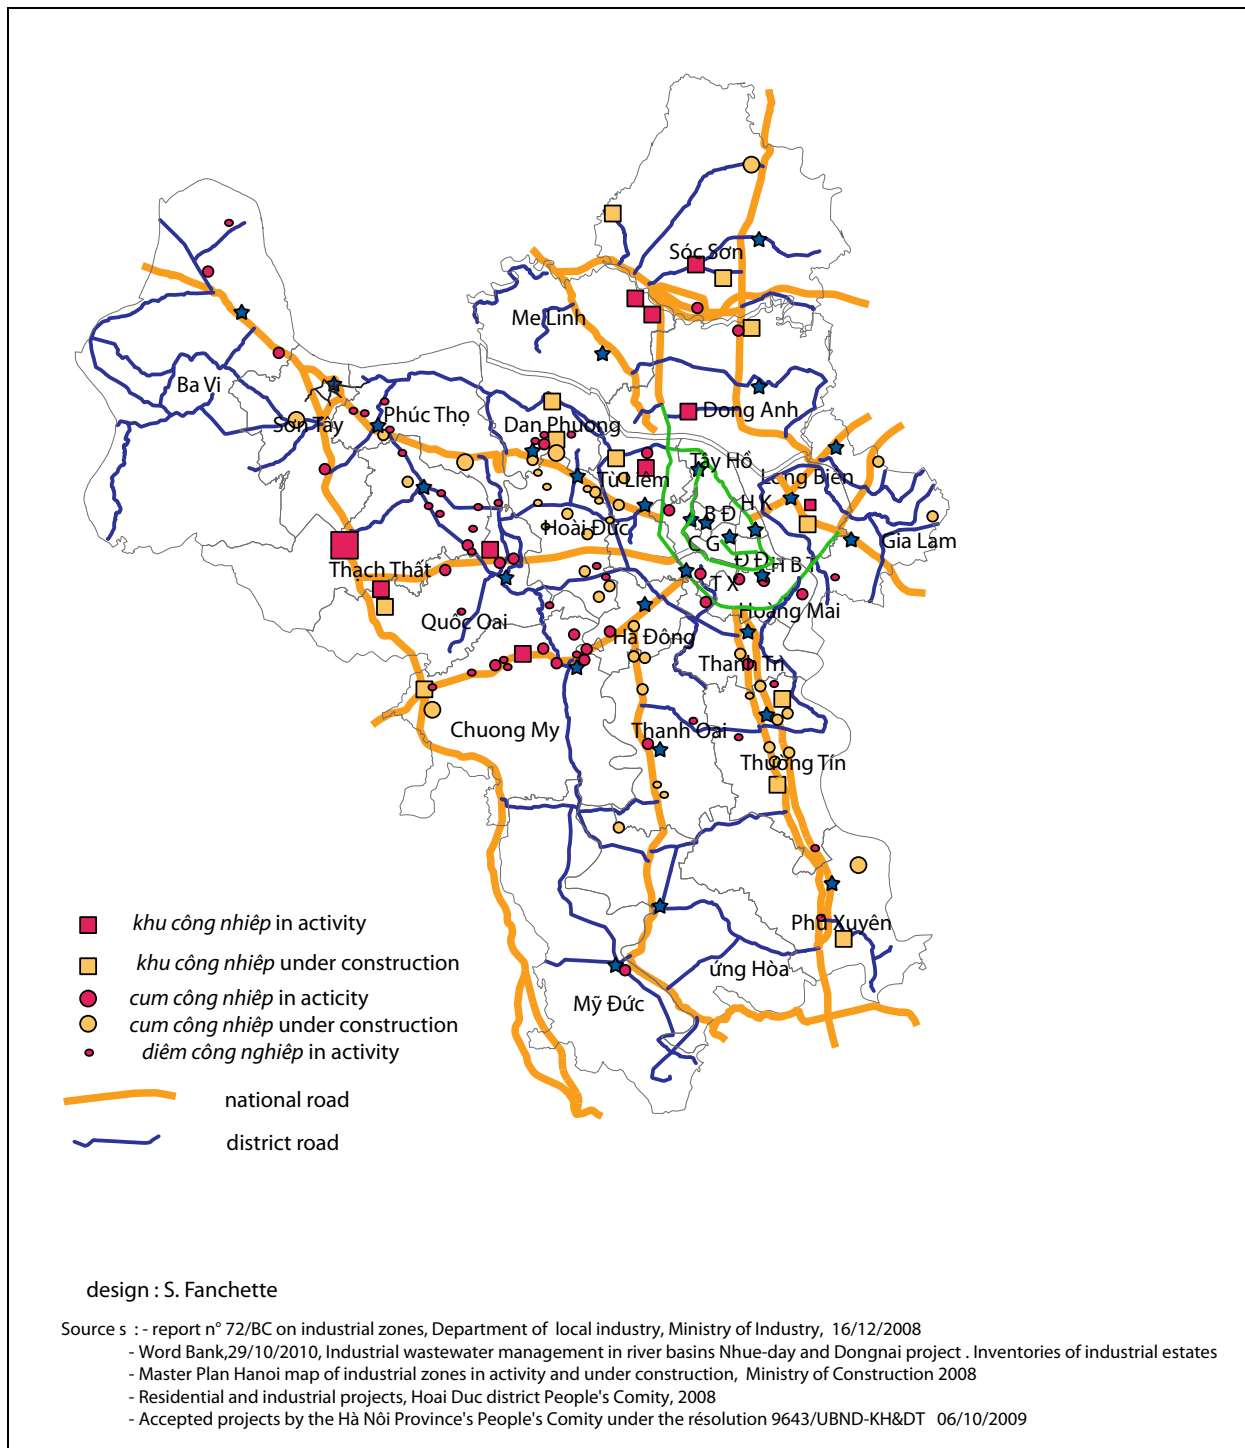 Sóc Sơn
Me Linh
Ba Vi
Sơn Tây
Phúc Thọ
Dan Phuong
Dong Anh
Tây Hồ
Long Biên
Từ Liêm
H K
B Đ
Hoài Đức
C G
Gia Lam
Đ Đ
H B T
Thạch Thất
T X
Hoàng Mai
Quốc Oai
Hà Đông
Thanh Trì
Chuong My
Thanh Oai
Thường Tín
Phú Xuyên
ứng Hòa
Mỹ Đức
khu công nhiêp in activity
khu công nhiêp under construction
cum công nhiêp in acticity
cum công nhiêp under construction
diêm công nghiêp in activity
national road
district road
design : S. Fanchette
Source s : - report n° 72/BC on industrial zones, Department of local industry, Ministry of Industry, 16/12/2008
- Word Bank,29/10/2010, Industrial wastewater management in river basins Nhue-day and Dongnai project . Inventories of industrial estates
- Master Plan Hanoi map of industrial zones in activity and under construction, Ministry of Construction 2008
- Residential and industrial projects, Hoai Duc district People's Comity, 2008
- Accepted projects by the Hà Nôi Province's People's Comity under the résolution 9643/UBND-KH&DT 06/10/2009